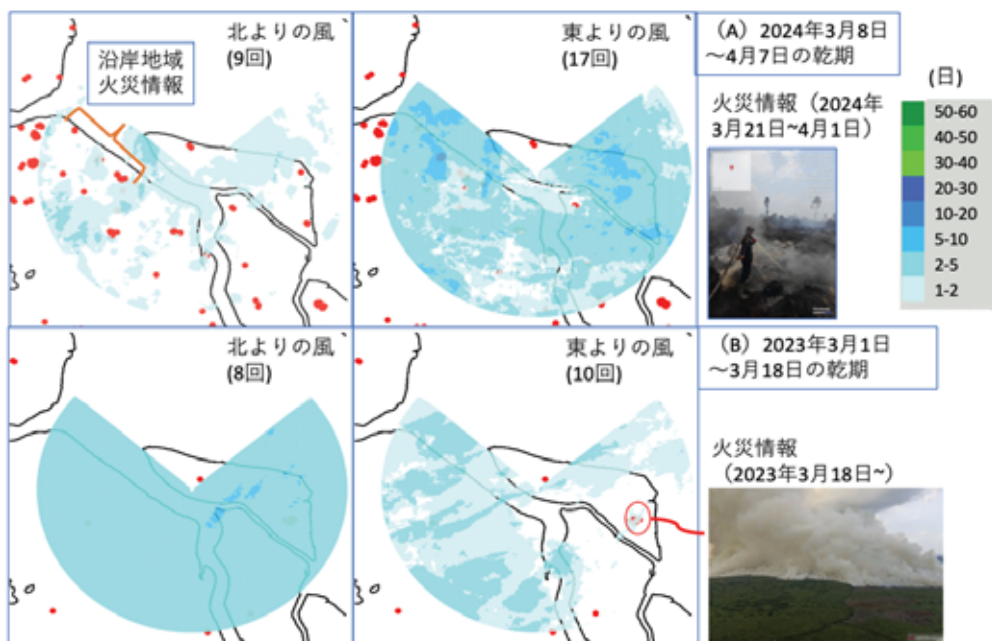 北よりの風
(9回)
沿岸地域
火災情報
東よりの風
(17回)
(A) 2024年3月8日
～4月7日の乾期
火災情報（2024年
3月21日~4月1日）
(日)
50-60
40-50
30-40
20-30
10-20
5-10
2-5
1-2
北よりの風
(8回)
東よりの風
(10回)
(B) 2023年3月1日
～3月18日の乾期
火災情報
（2023年3月18日~）